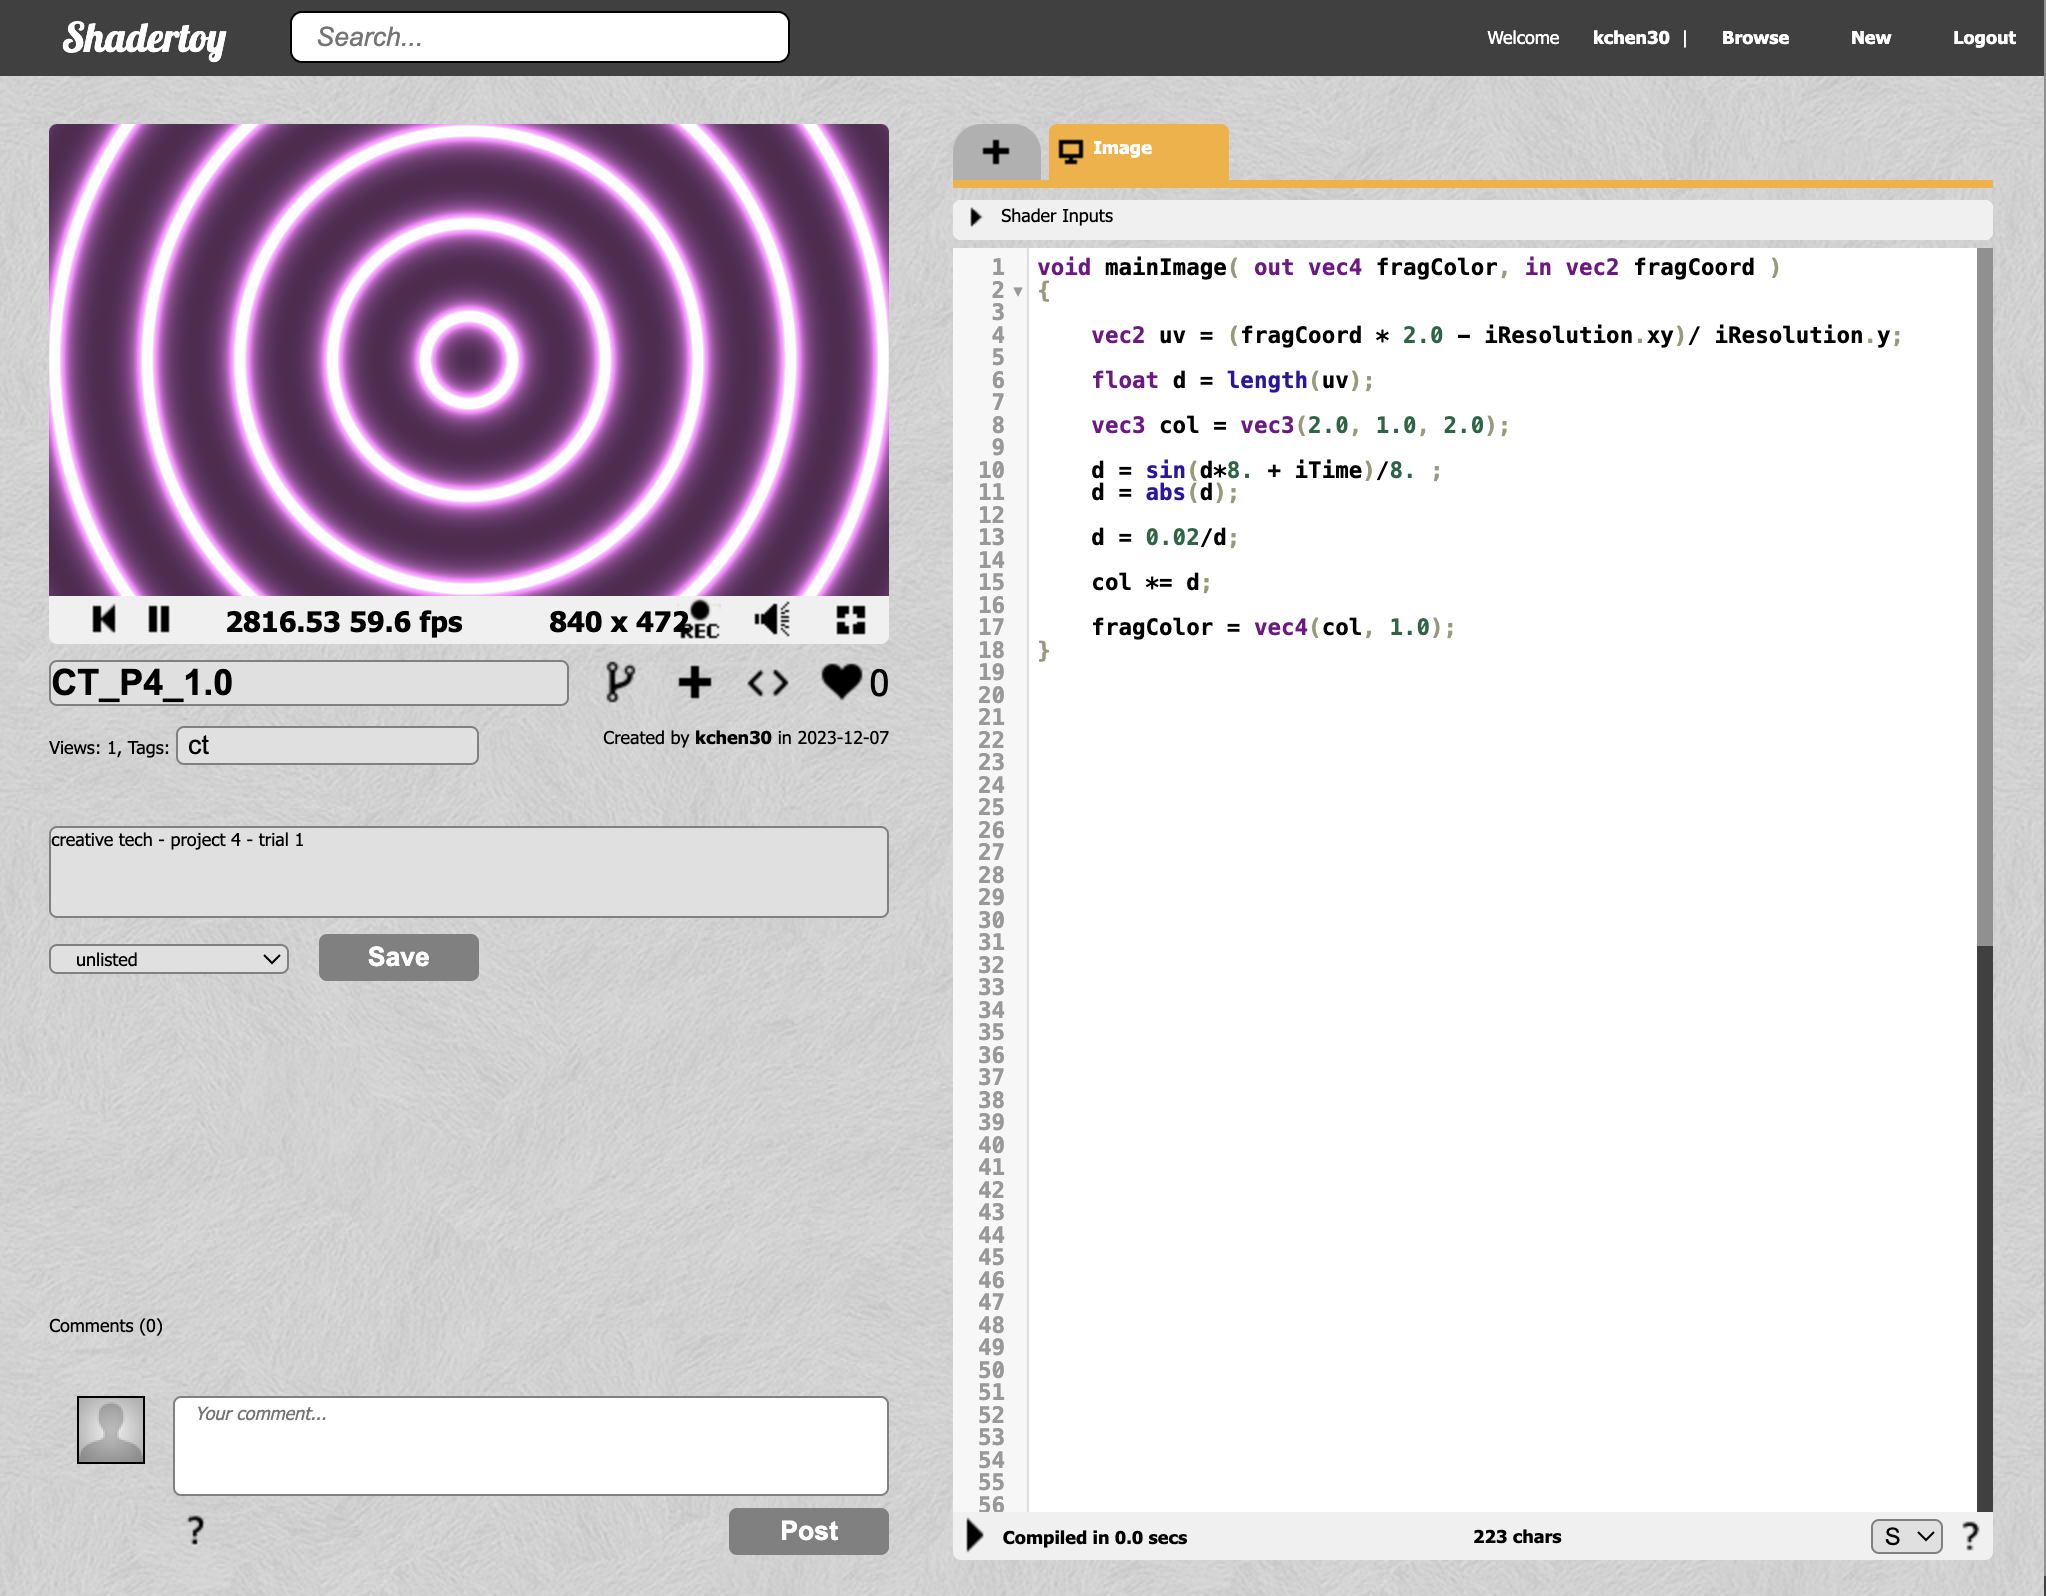 Shadertoy
Search...
Welcome kchen30 | Browse New Logout
2816.53 59.6 fps 840 x 472 REC
CT_P4_1.0
0
Views: 1, Tags: ct
Created by kchen30 in 2023-12-07
creative tech - project 4 - trial 1
unlisted
Save
Comments (0)
Your comment...
?
Post
+ Image
Shader Inputs
1 void mainImage( out vec4 fragColor, in vec2 fragCoord )
2 {
3
4 vec2 uv = (fragCoord * 2.0 - iResolution.xy)/ iResolution.y;
5
6 float d = length(uv);
7
8 vec3 col = vec3(2.0, 1.0, 2.0);
9
10 d = sin(d*8. + iTime)/8. ;
11 d = abs(d);
12
13 d = 0.02/d;
14
15 col *= d;
16
17 fragColor = vec4(col, 1.0);
18 }
19
20
21
22
23
24
25
26
27
28
29
30
31
32
33
34
35
36
37
38
39
40
41
42
43
44
45
46
47
48
49
50
51
52
53
54
55
56
Compiled in 0.0 secs 223 chars S ?